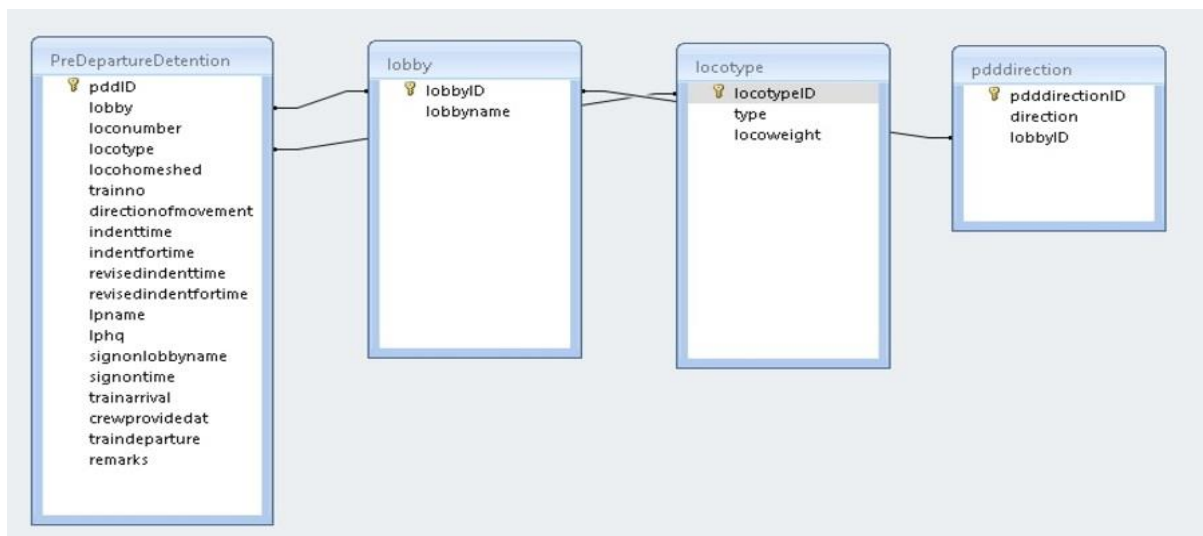 PreDepartureDetention
pddID
lobby
loconumber
locotype
locohomeshed
trainno
directionofmovement
indenttime
indentfortime
revisedindenttime
revisedindentfortime
lpname
lphq
signonlobbyname
signontime
trainarrival
crewprovidedat
traindeparture
remarks
lobby
lobbyID
lobbyname
locotype
locotypeID
type
locoweight
pdddirection
pdddirectionID
direction
lobbyID